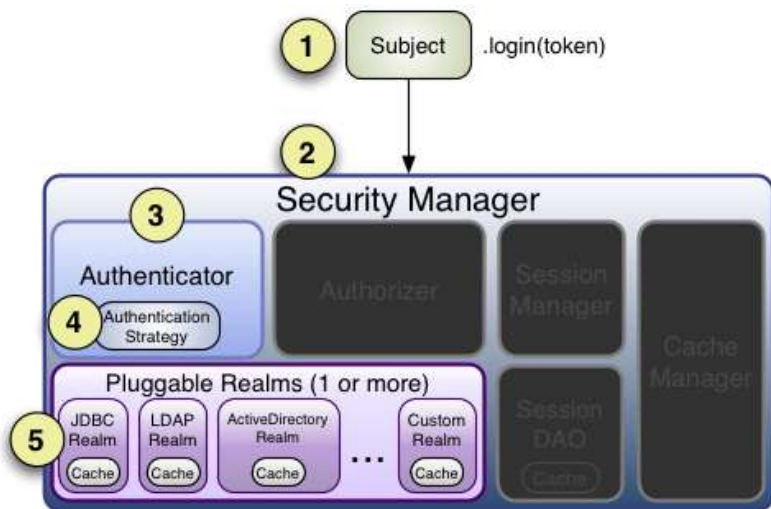 1
Subject
.login(token)
2
Security Manager
3
Authenticator
4
Authentication
Strategy
Authorizer
Session
Manager
Cache
Manager
Pluggable Realms (1 or more)
5
JDBC
Realm
Cache
LDAP
Realm
Cache
ActiveDirectory
Realm
Cache
...
Custom
Realm
Cache
Session
DAO
Cache